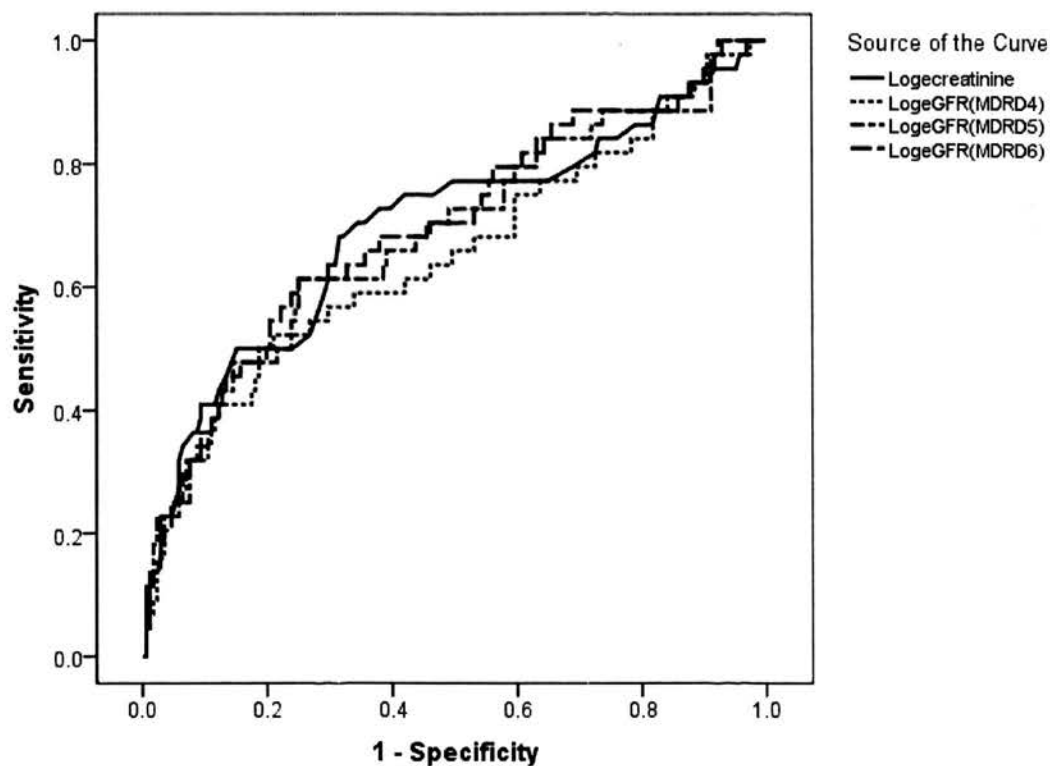 Source of the Curve
Logecreatinine
LogeGFR(MDRD4)
LogeGFR(MDRD5)
LogeGFR(MDRD6)
Sensitivity
1.0
0.8
0.6
0.4
0.2
0.0
0.0 0.2 0.4 0.6 0.8 1.0
1 - Specificity